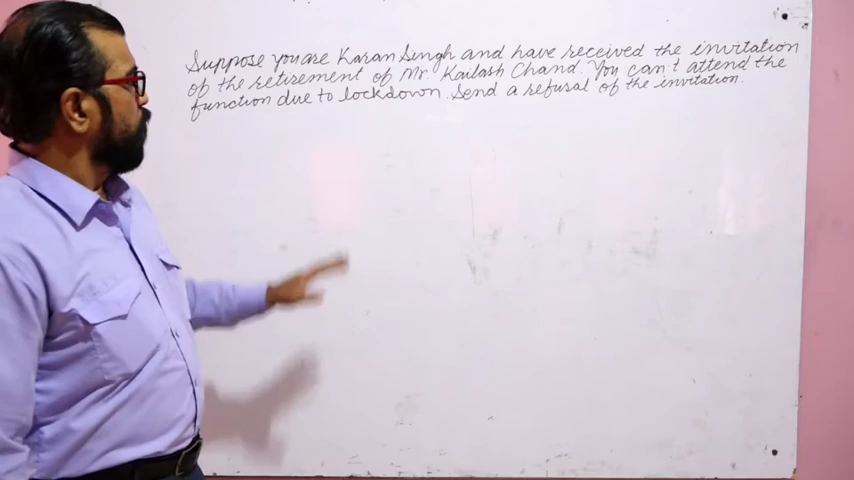 Suppose you are Karan Singh and have received the invitation
of the retirement of Mr. Kailash Chand. You can't attend the
function due to lockdown. Send a refusal of the invitation.